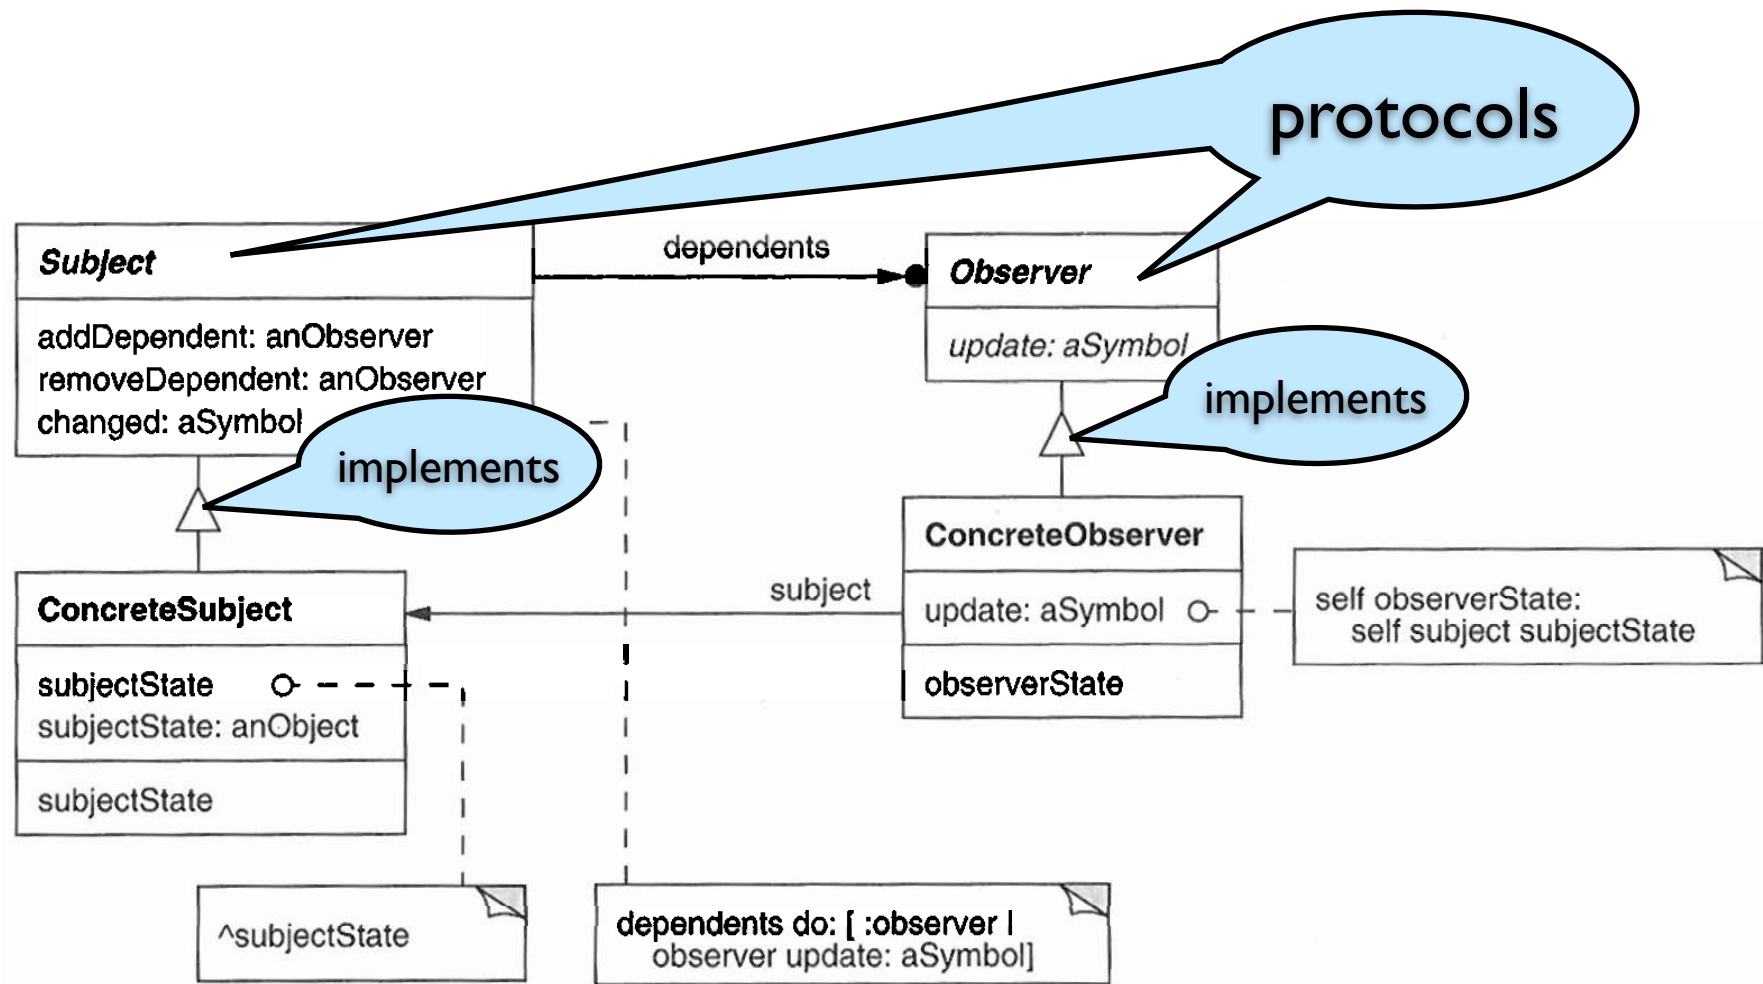 protocols
Subject
dependents
Observer
addDependent: anObserver
removeDependent: anObserver
changed: aSymbol
update: aSymbol
implements
implements
ConcreteSubject
subjectState
subjectState: anObject
subjectState
subject
ConcreteObserver
update: aSymbol
observerState
self observerState:
self subject subjectState
^subjectState
dependents do: [ :observer |
observer update: aSymbol]